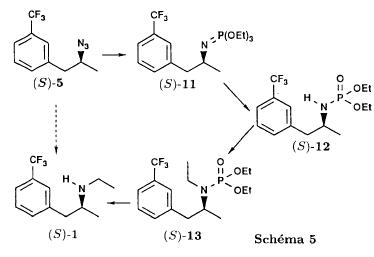 CF₃
N₃
(S)-5
CF₃
N=P(OEt)₃
(S)-11
CF₃
H
N
O
P
OEt
OEt
(S)-12
CF₃
H
N
(S)-1
CF₃
N
O
P
OEt
OEt
(S)-13
Schéma 5